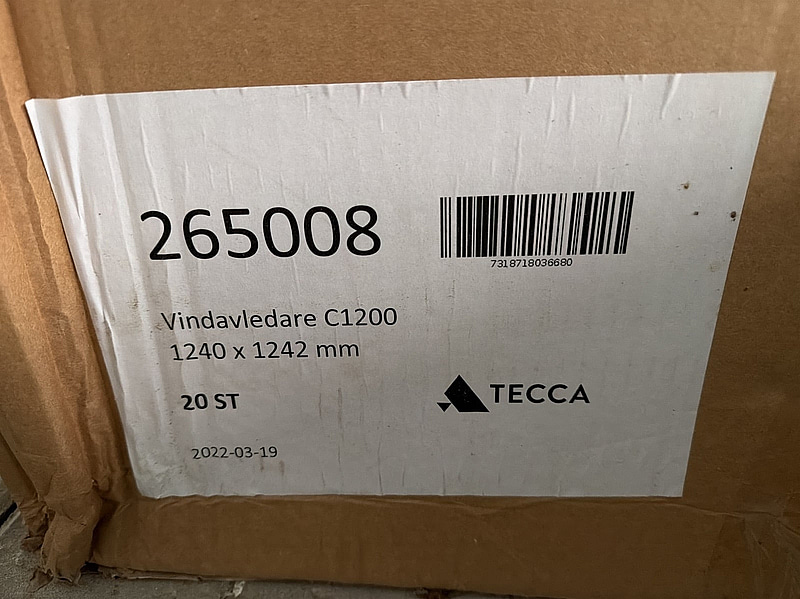 265008
7318718036680
Vindavledare C1200
1240 x 1242 mm
20 ST
TECCA
2022-03-19